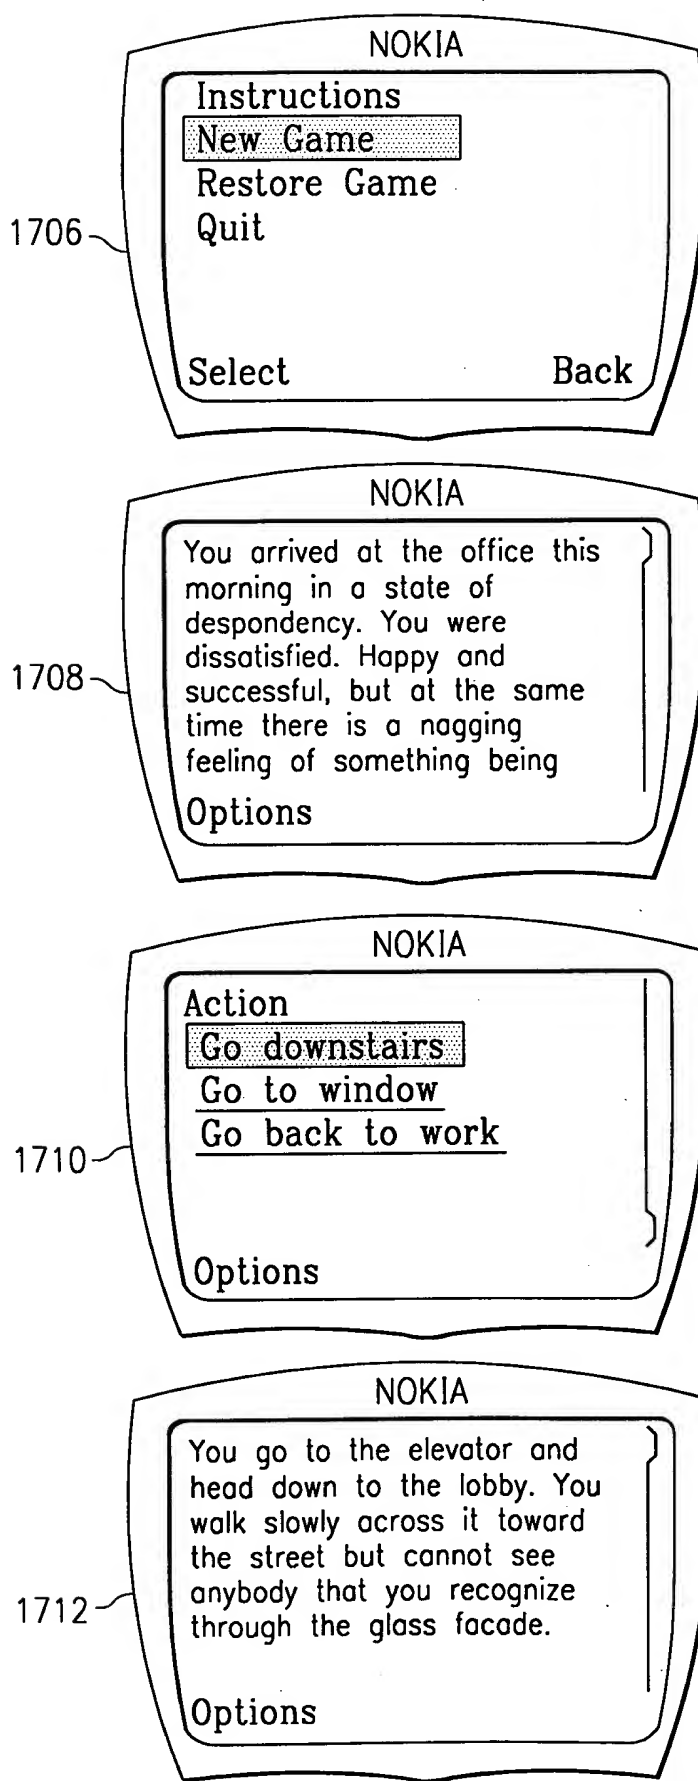 NOKIA
Instructions
New Game
Restore Game
Quit
1706
Select Back
NOKIA
You arrived at the office this
morning in a state of
despondency. You were
dissatisfied. Happy and
successful, but at the same
time there is a nagging
feeling of something being
1708
Options
NOKIA
Action
Go downstairs
Go to window
Go back to work
1710
Options
NOKIA
You go to the elevator and
head down to the lobby. You
walk slowly across it toward
the street but cannot see
anybody that you recognize
through the glass facade.
1712
Options